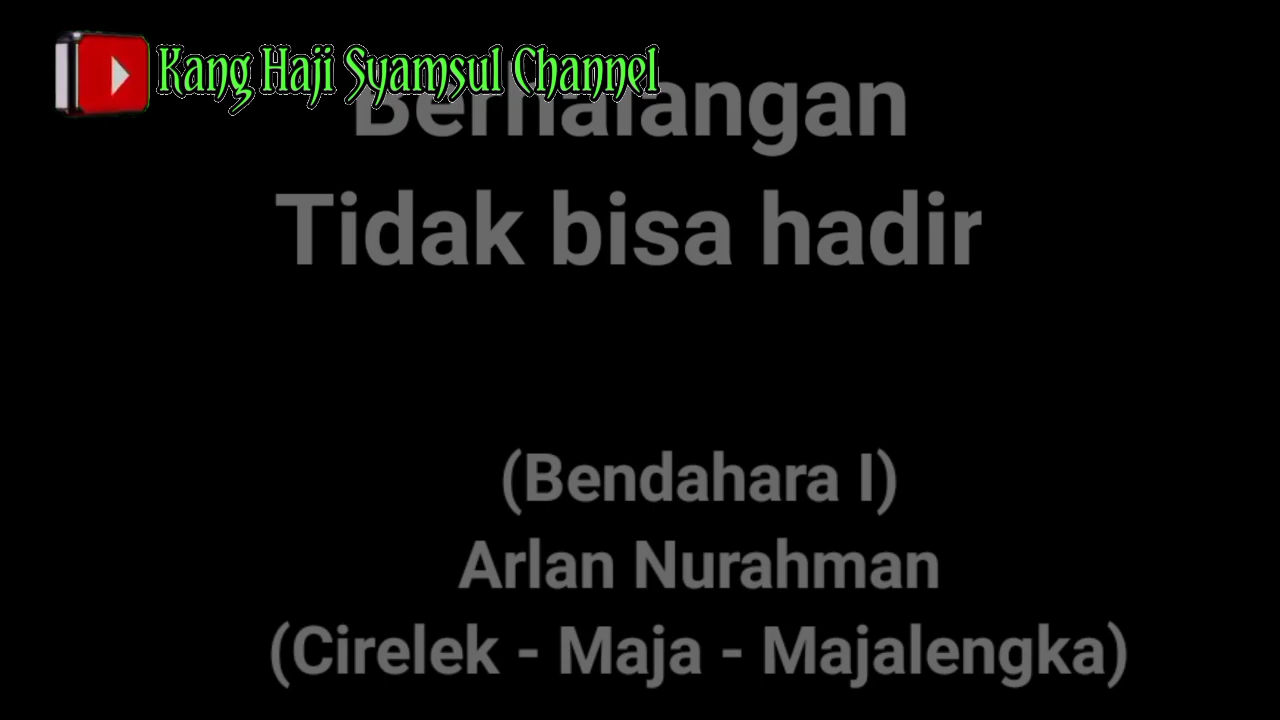 Kang Haji Syamsul Channel
Berhalangan
Tidak bisa hadir
(Bendahara I)
Arlan Nurahman
(Cirelek - Maja - Majalengka)